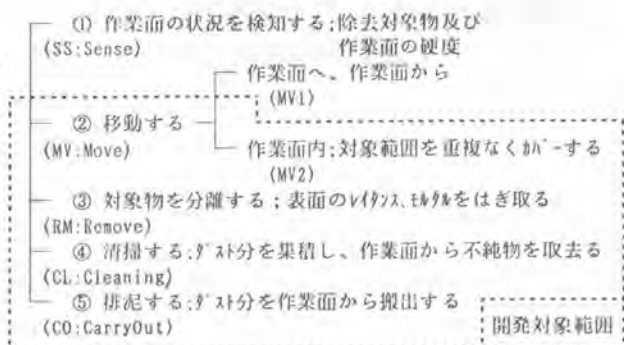 ① 作業面の状況を検知する;除去対象物及び
(SS:Sense) 作業面の硬度
作業面へ、作業面から
(MV1)
② 移動する
(MV:Move) 作業面内;対象範囲を重複なくｶﾊﾞｰする
(MV2)
③ 対象物を分離する;表面のﾚｲﾀﾝｽ、ﾓﾙﾀﾙをはぎ取る
(RM:Remove)
④ 清掃する;ﾀﾞｽﾄ分を集積し、作業面から不純物を取去る
(CL:Cleaning)
⑤ 排泥する;ﾀﾞｽﾄ分を作業面から搬出する
(CO:CarryOut) 開発対象範囲